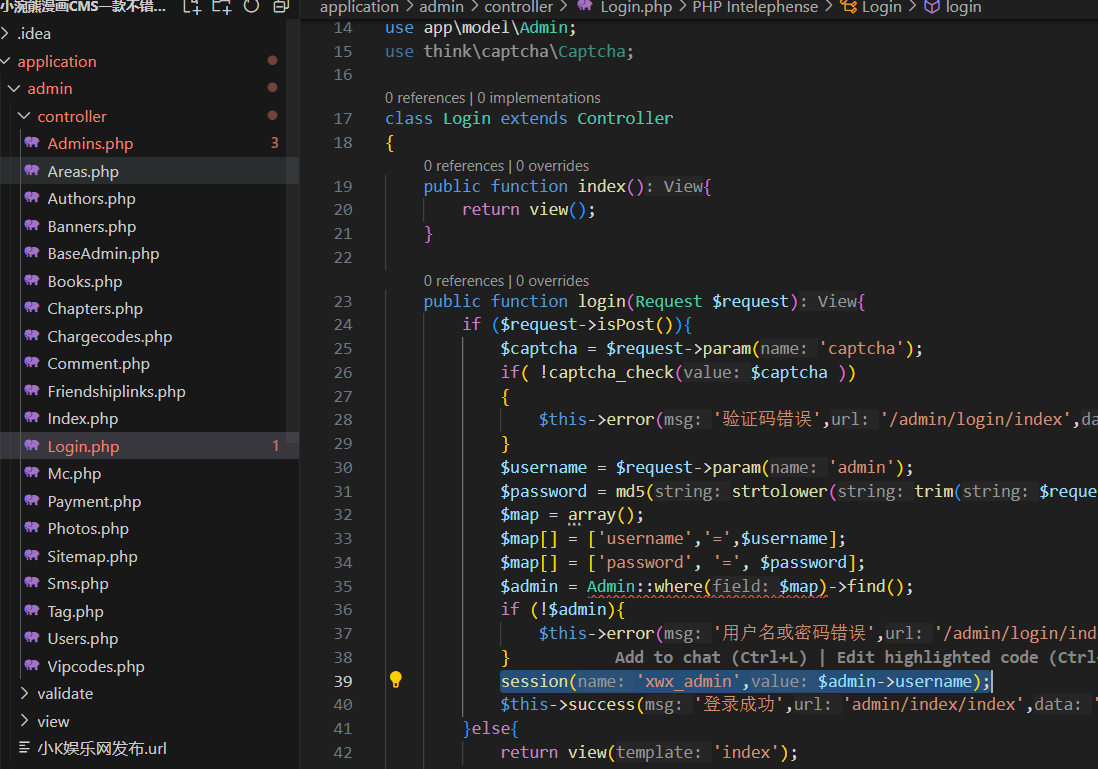 小浣熊漫画CMS一款不错...
.idea
application
admin
controller
Admins.php 3
Areas.php
Authors.php
Banners.php
BaseAdmin.php
Books.php
Chapters.php
Chargecodes.php
Comment.php
Friendshiplinks.php
Index.php
Login.php 1
Mc.php
Payment.php
Photos.php
Sitemap.php
Sms.php
Tag.php
Users.php
Vipcodes.php
validate
view
小K娱乐网发布.url
application > admin > controller > Login.php > PHP Intelephense > Login > login
14 use app\model\Admin;
15 use think\captcha\Captcha;
16
0 references | 0 implementations
17 class Login extends Controller
18 {
0 references | 0 overrides
19 public function index(): View{
20 return view();
21 }
22
0 references | 0 overrides
23 public function login(Request $request): View{
24 if ($request->isPost()){
25 $captcha = $request->param(name: 'captcha');
26 if( !captcha_check(value: $captcha ))
27 {
28 $this->error(msg: '验证码错误',url: '/admin/login/index',da
29 }
30 $username = $request->param(name: 'admin');
31 $password = md5(string: strtolower(string: trim(string: $reque
32 $map = array();
33 $map[] = ['username','=',$username];
34 $map[] = ['password', '=', $password];
35 $admin = Admin::where(field: $map)->find();
36 if (!$admin){
37 $this->error(msg: '用户名或密码错误',url: '/admin/login/ind
38 } Add to chat (Ctrl+L) | Edit highlighted code (Ctrl-
39 session(name: 'xwx_admin',value: $admin->username);
40 $this->success(msg: '登录成功',url: 'admin/index/index',data: '
41 }else{
42 return view(template: 'index');